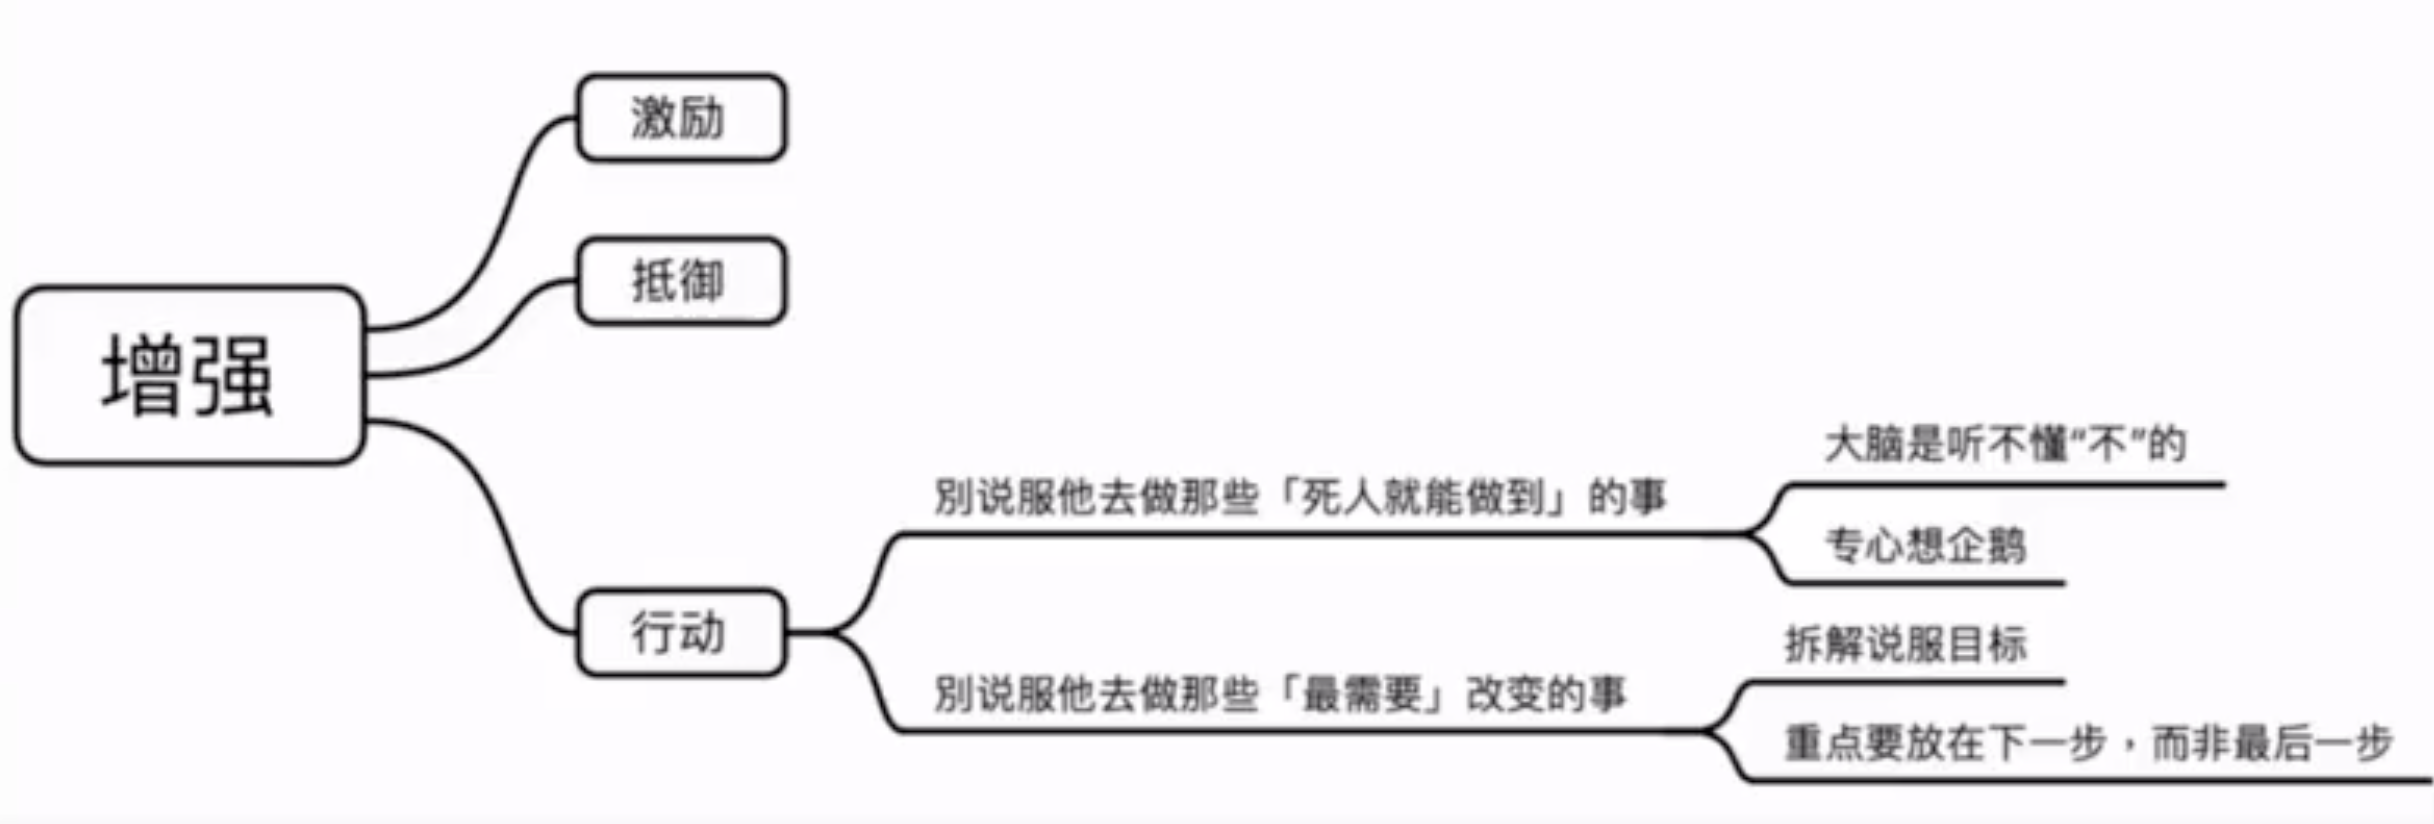 激励
抵御
增强
大脑是听不懂“不”的
別说服他去做那些「死人就能做到」的事
专心想企鹅
行动
拆解说服目标
別说服他去做那些「最需要」改变的事
重点要放在下一步，而非最后一步